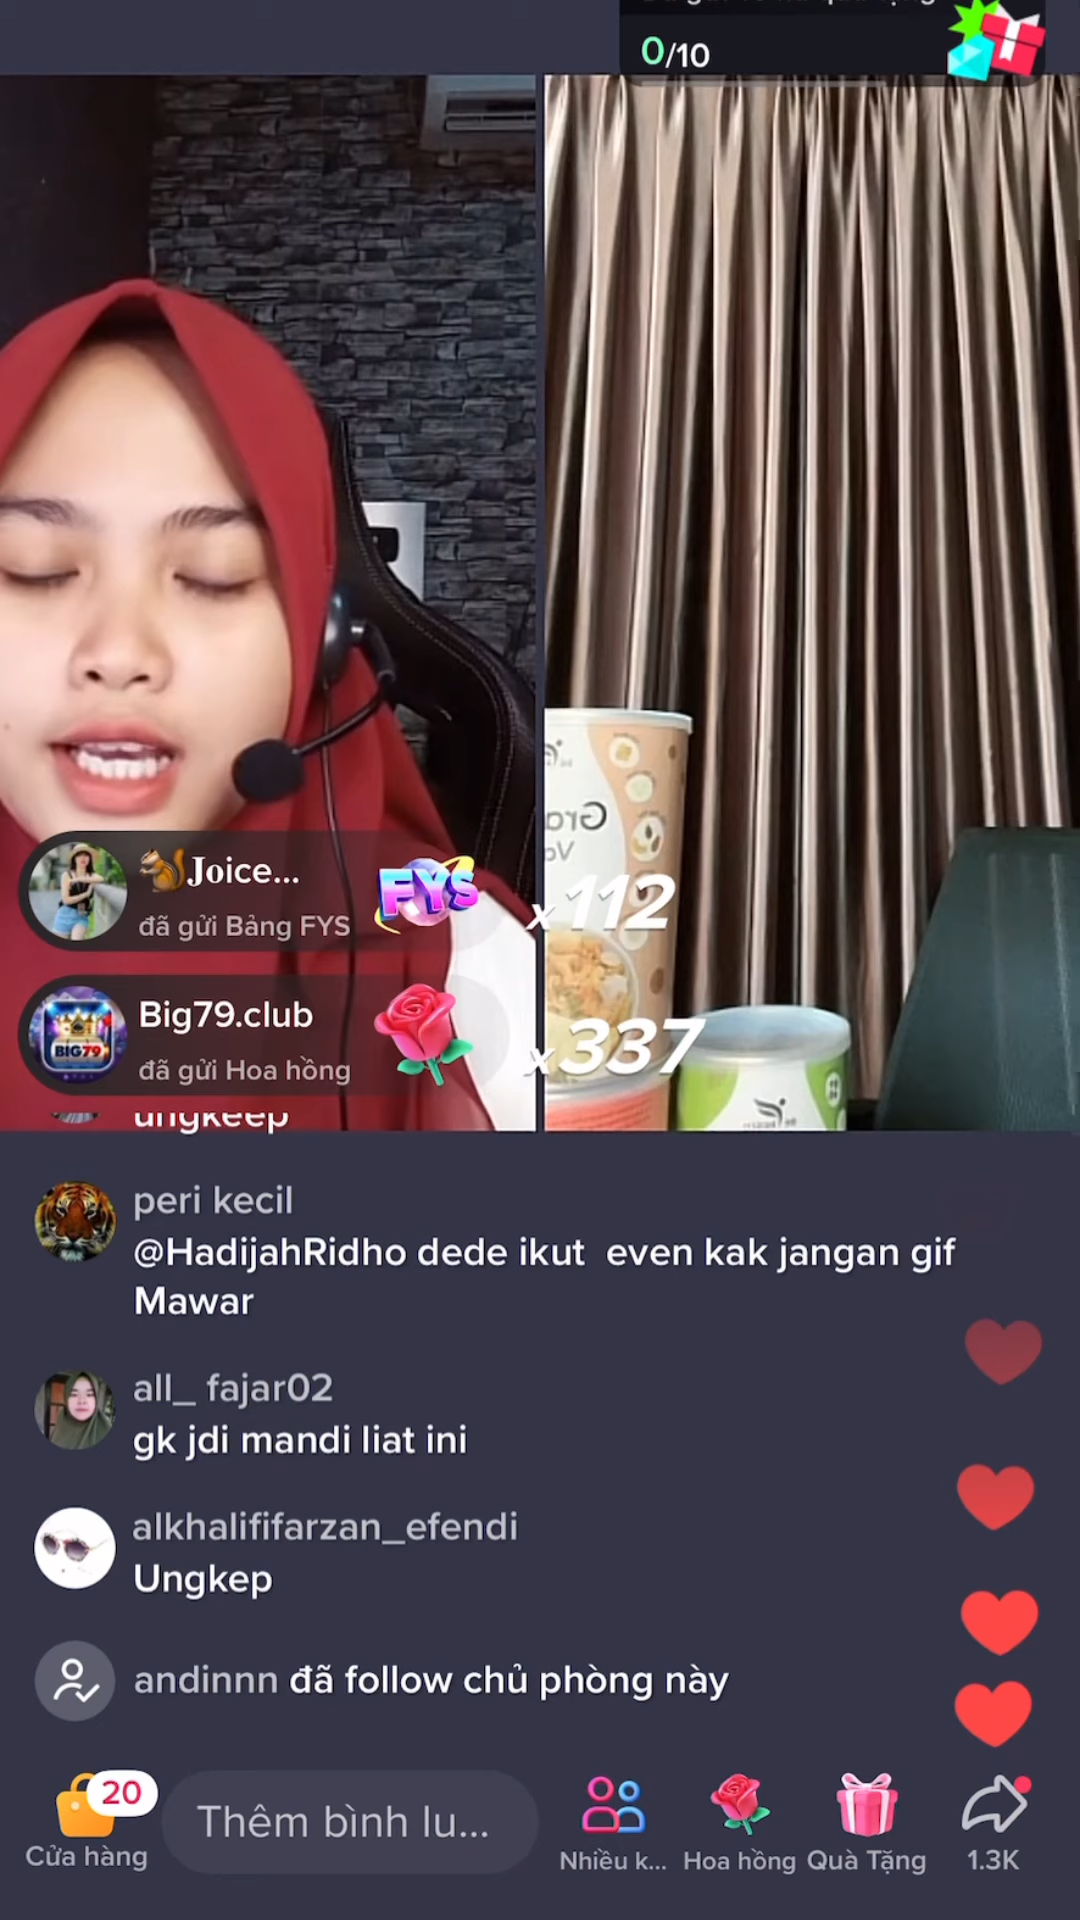 0/10
🐿️Joice...
đã gửi Bảng FYS
FYS
x112
Big79.club
BIG79
đã gửi Hoa hồng
x337
ungkeep
peri kecil
@HadijahRidho dede ikut  even kak jangan gif
Mawar
all_ fajar02
gk jdi mandi liat ini
alkhalififarzan_efendi
Ungkep
andinnn đã follow chủ phòng này
20
Thêm bình lu...
Cửa hàng
Nhiều k...
Hoa hồng
Quà Tặng
1.3K